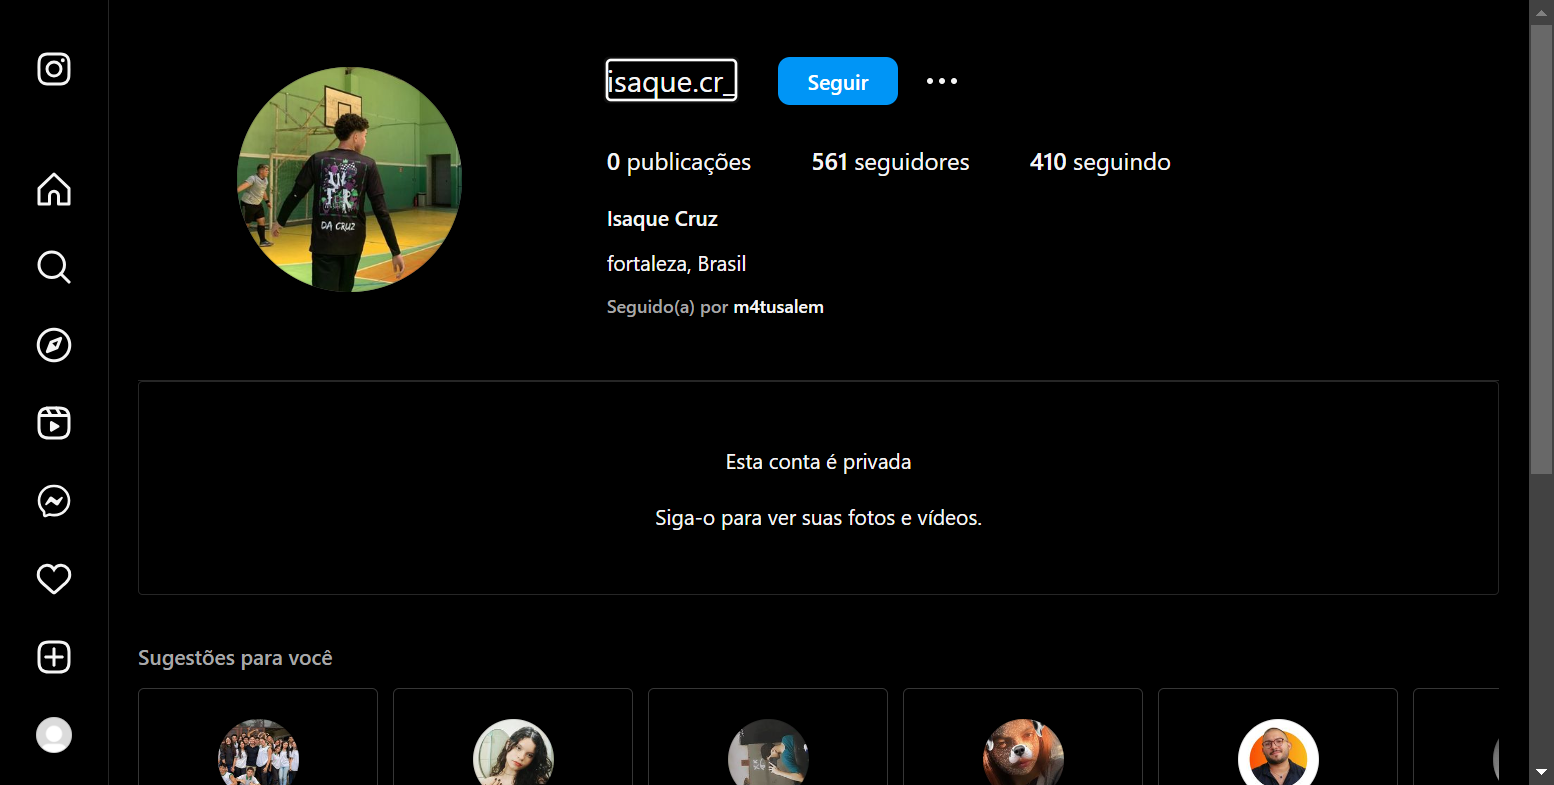 isaque.cr_
Seguir
0 publicações
561 seguidores
410 seguindo
Isaque Cruz
fortaleza, Brasil
Seguido(a) por m4tusalem
DA CRUZ
Esta conta é privada
Siga-o para ver suas fotos e vídeos.
Sugestões para você